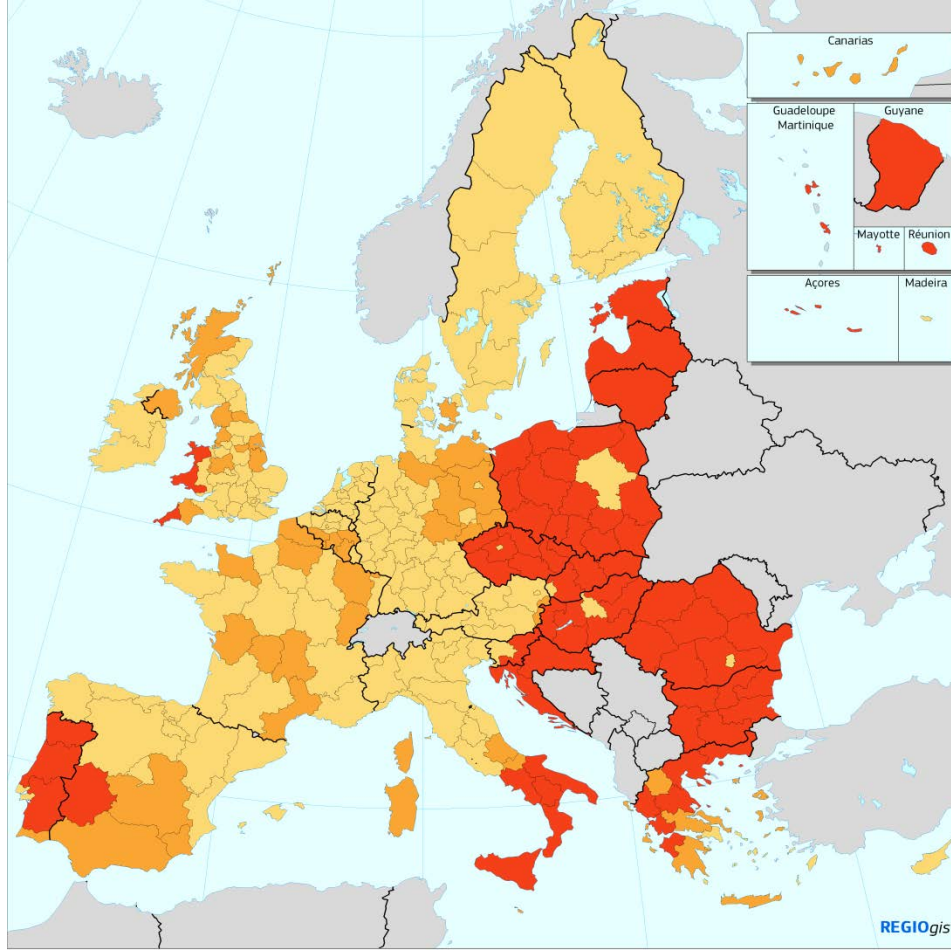 Canarias
Guadeloupe
Martinique
Guyane
Mayotte
Réunion
Açores
Madeira
REGIOgis